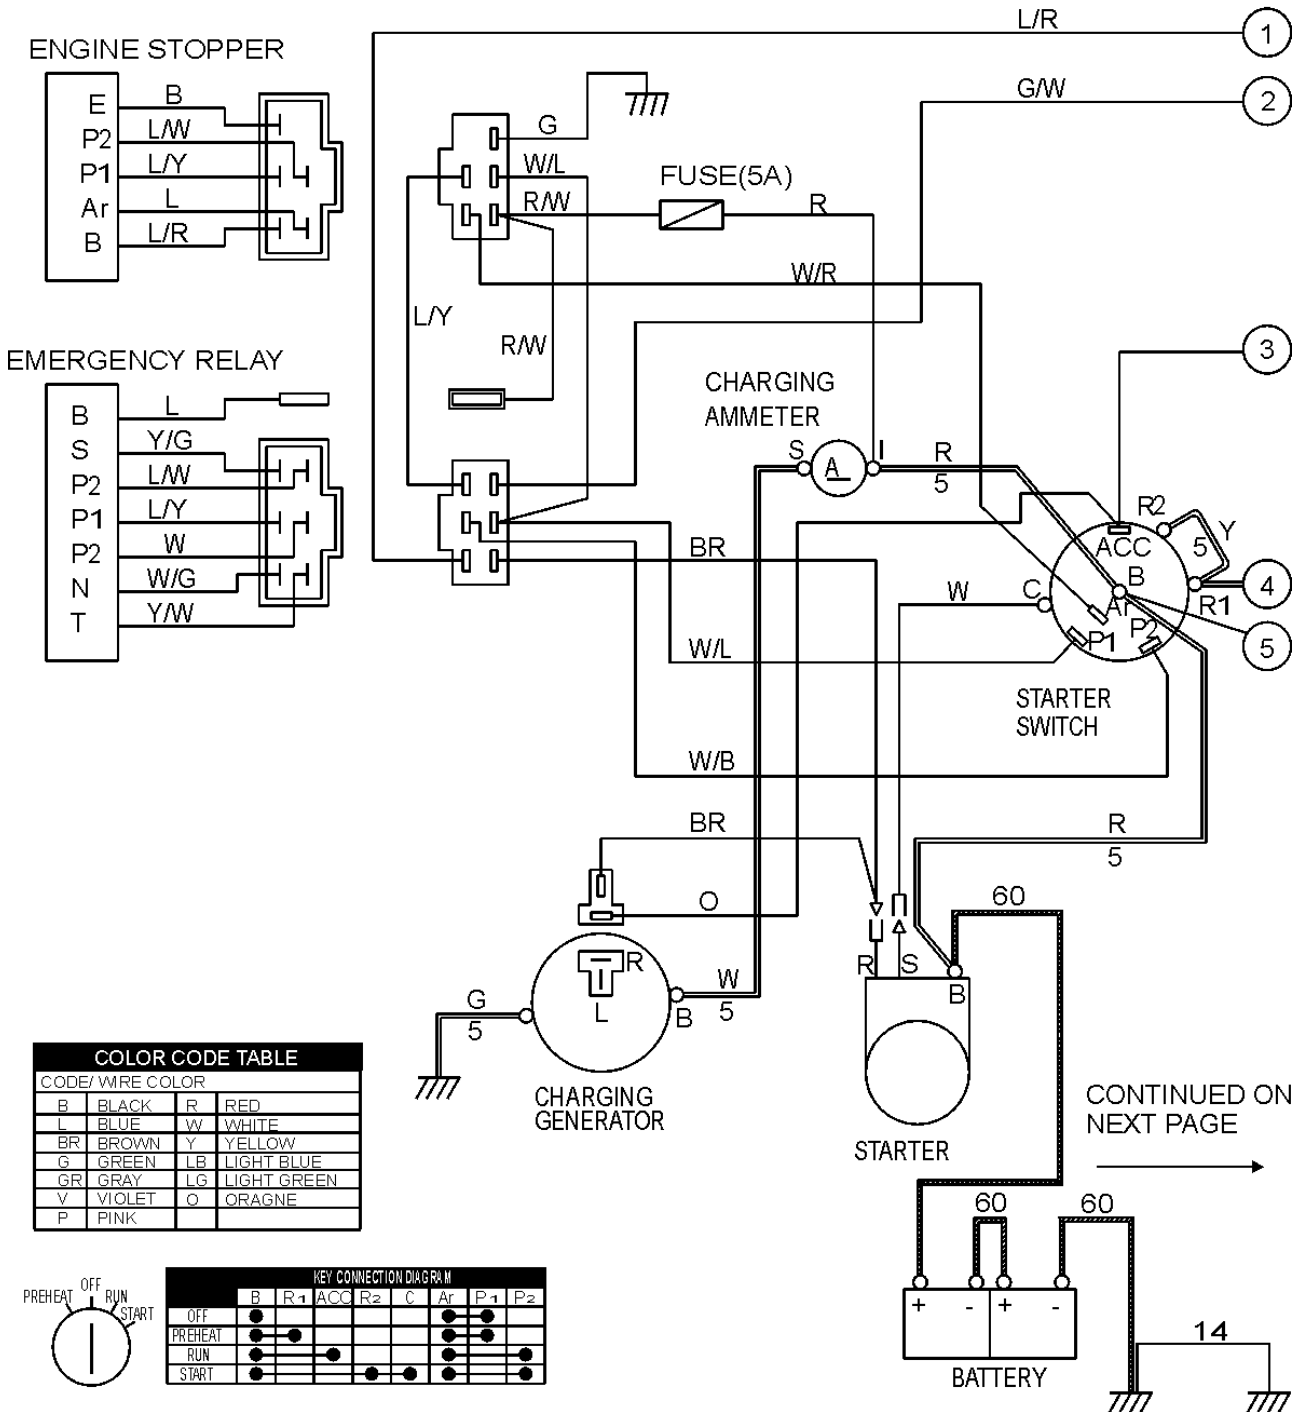 L/R
1
ENGINE STOPPER
G/W
2
E
B
P2
L/W
P1
L/Y
Ar
L
B
L/R
G
W/L
R/W
FUSE(5A)
R
W/R
L/Y
R/W
EMERGENCY RELAY
B
L
S
Y/G
P2
L/W
P1
L/Y
P2
W
N
W/G
T
Y/W
3
CHARGING
AMMETER
S
A
I
R
5
R2
Y
5
ACC
B
4
BR
W
C
Ar
R1
P2
P1
5
W/L
STARTER
SWITCH
W/B
BR
R
5
O
60
R
S
B
R
L
W
5
B
G
5
CHARGING
GENERATOR
STARTER
CONTINUED ON
NEXT PAGE
COLOR CODE TABLE
CODE/ WIRE COLOR
B BLACK R RED
L BLUE W WHITE
BR BROWN Y YELLOW
G GREEN LB LIGHT BLUE
GR GRAY LG LIGHT GREEN
V VIOLET O ORAGNE
P PINK
60
60
+ - + -
BATTERY
14
OFF
PREHEAT
RUN
START
KEY CONNECTION DIAGRAM
B R1 ACC R2 C Ar P1 P2
OFF
PREHEAT
RUN
START